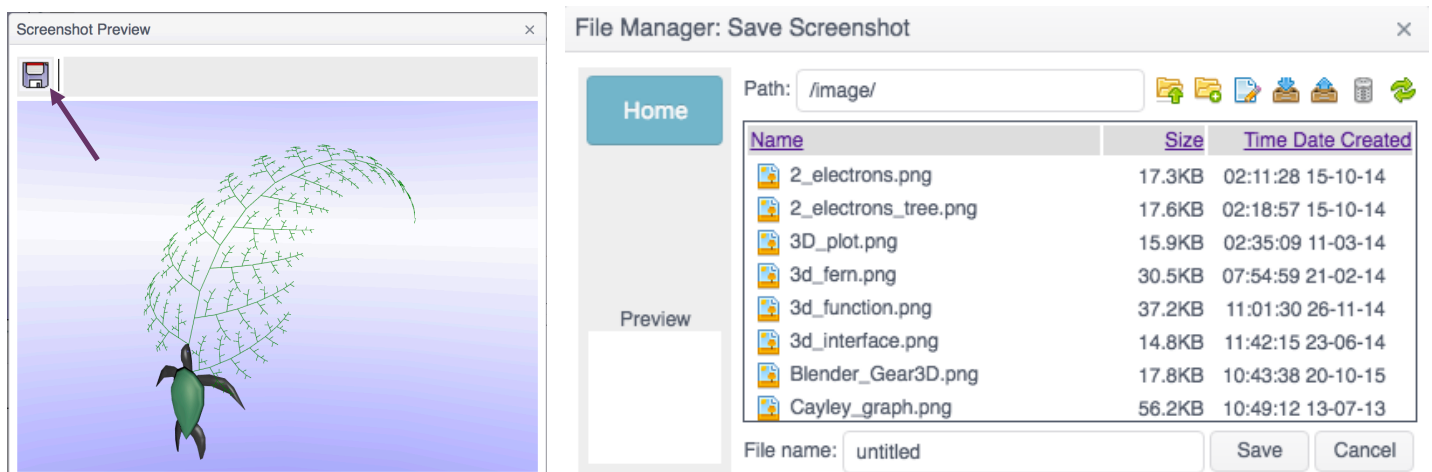 Screenshot Preview ×
File Manager: Save Screenshot ×
Home
Path: /image/
Name Size Time Date Created
2_electrons.png 17.3KB 02:11:28 15-10-14
2_electrons_tree.png 17.6KB 02:18:57 15-10-14
3D_plot.png 15.9KB 02:35:09 11-03-14
3d_fern.png 30.5KB 07:54:59 21-02-14
3d_function.png 37.2KB 11:01:30 26-11-14
3d_interface.png 14.8KB 11:42:15 23-06-14
Blender_Gear3D.png 17.8KB 10:43:38 20-10-15
Cayley_graph.png 56.2KB 10:49:12 13-07-13
Preview
File name: untitled Save Cancel